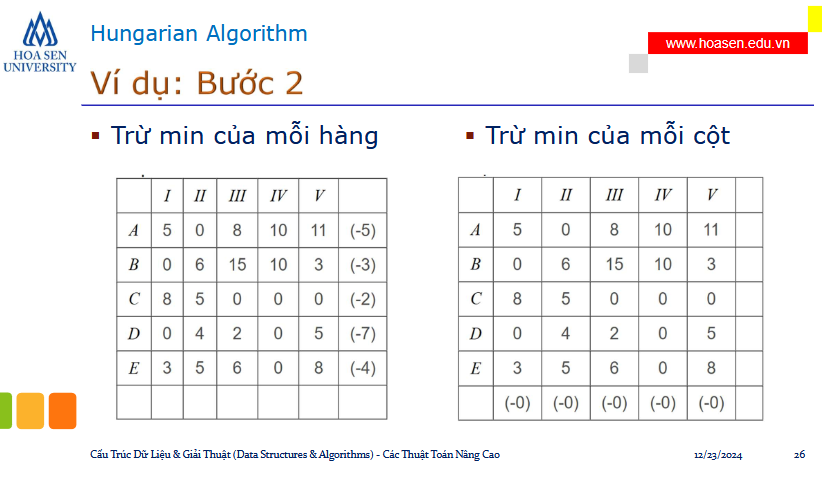 HOA SEN
UNIVERSITY
Hungarian Algorithm
www.hoasen.edu.vn
Ví dụ: Bước 2
▪ Trừ min của mỗi hàng
I II III IV V
A 5 0 8 10 11 (-5)
B 0 6 15 10 3 (-3)
C 8 5 0 0 0 (-2)
D 0 4 2 0 5 (-7)
E 3 5 6 0 8 (-4)
▪ Trừ min của mỗi cột
I II III IV V
A 5 0 8 10 11
B 0 6 15 10 3
C 8 5 0 0 0
D 0 4 2 0 5
E 3 5 6 0 8
(-0) (-0) (-0) (-0) (-0)
Cấu Trúc Dữ Liệu & Giải Thuật (Data Structures & Algorithms) - Các Thuật Toán Nâng Cao 12/23/2024 26